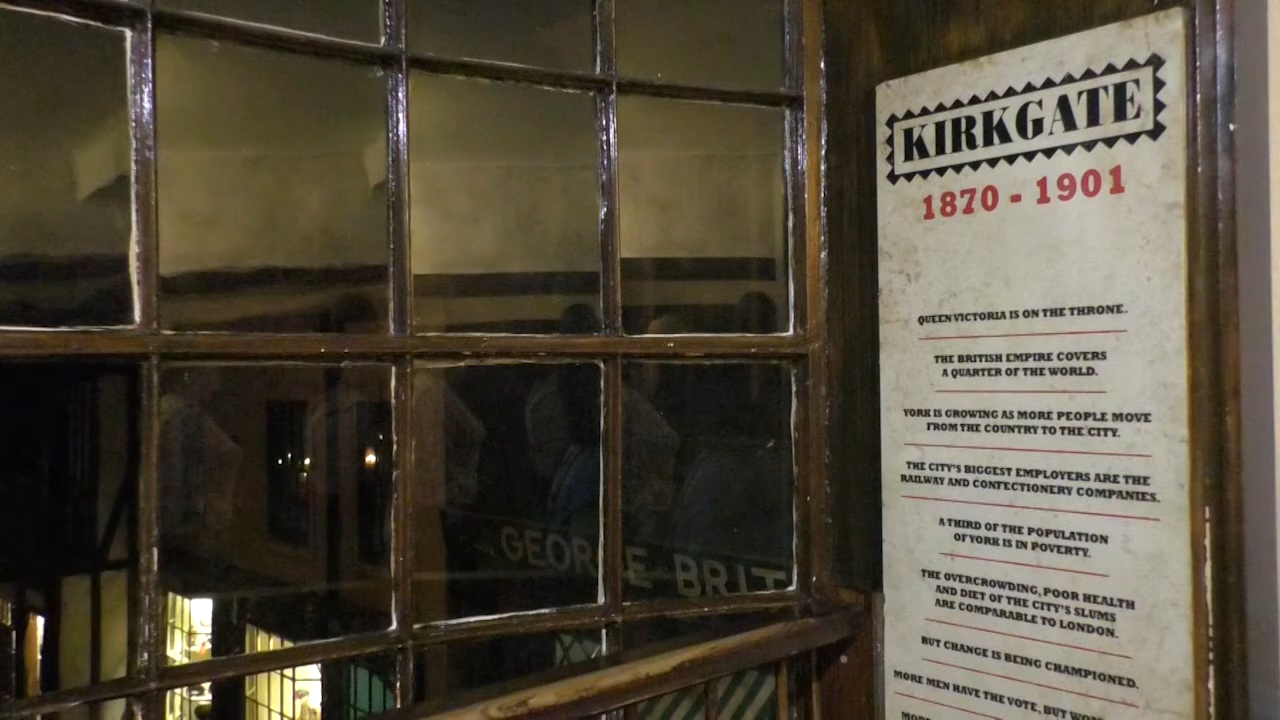 KIRKGATE
1870 - 1901
QUEEN VICTORIA IS ON THE THRONE.
THE BRITISH EMPIRE COVERS
A QUARTER OF THE WORLD.
YORK IS GROWING AS MORE PEOPLE MOVE
FROM THE COUNTRY TO THE CITY.
THE CITY'S BIGGEST EMPLOYERS ARE THE
RAILWAY AND CONFECTIONERY COMPANIES.
A THIRD OF THE POPULATION
OF YORK IS IN POVERTY.
THE OVERCROWDING, POOR HEALTH
AND DIET OF THE CITY'S SLUMS
ARE COMPARABLE TO LONDON.
BUT CHANGE IS BEING CHAMPIONED.
MORE MEN HAVE THE VOTE, BUT
MORE
GEORGE BRIT